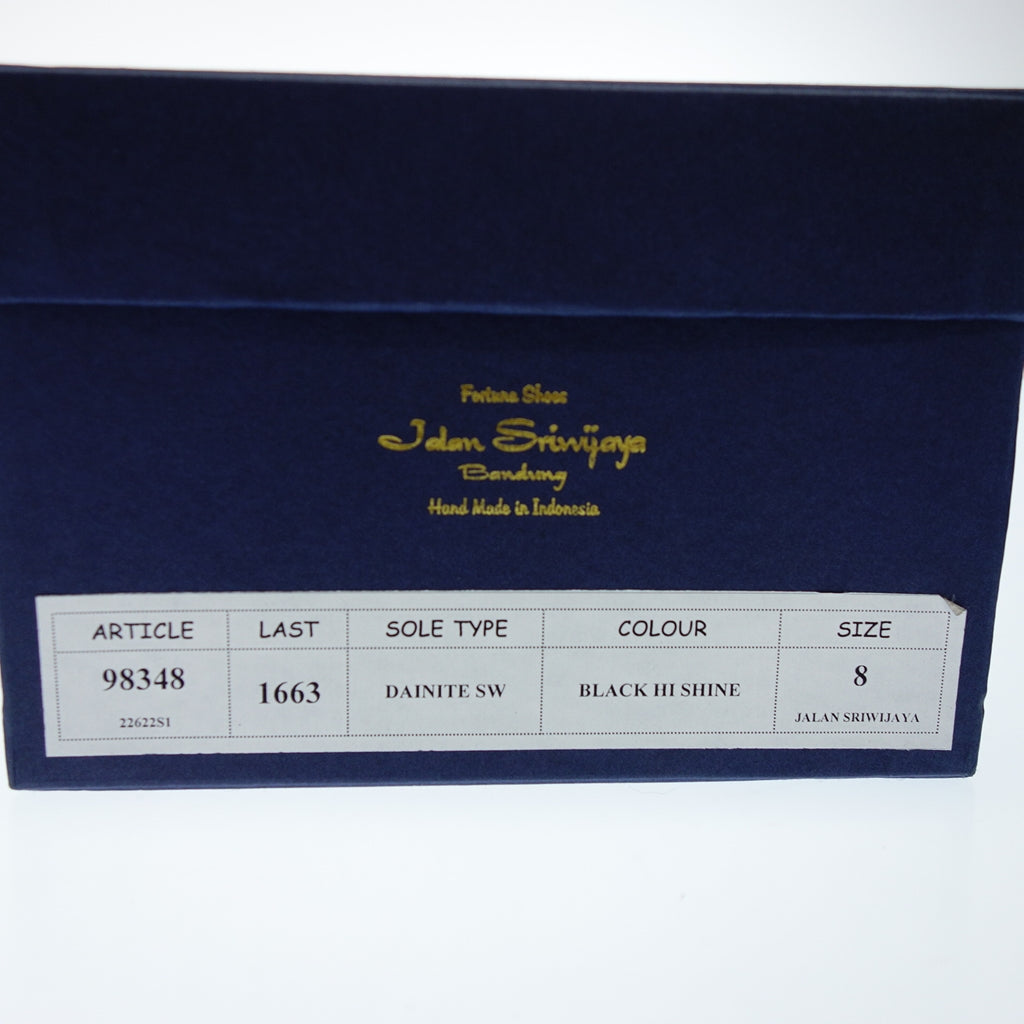 Fortuna Shoes
Jalan Sriwijaya
Bandung
Hand Made in Indonesia
ARTICLE LAST SOLE TYPE COLOUR SIZE
98348 1663 DAINITE SW BLACK HI SHINE 8
22622S1 JALAN SRIWIJAYA